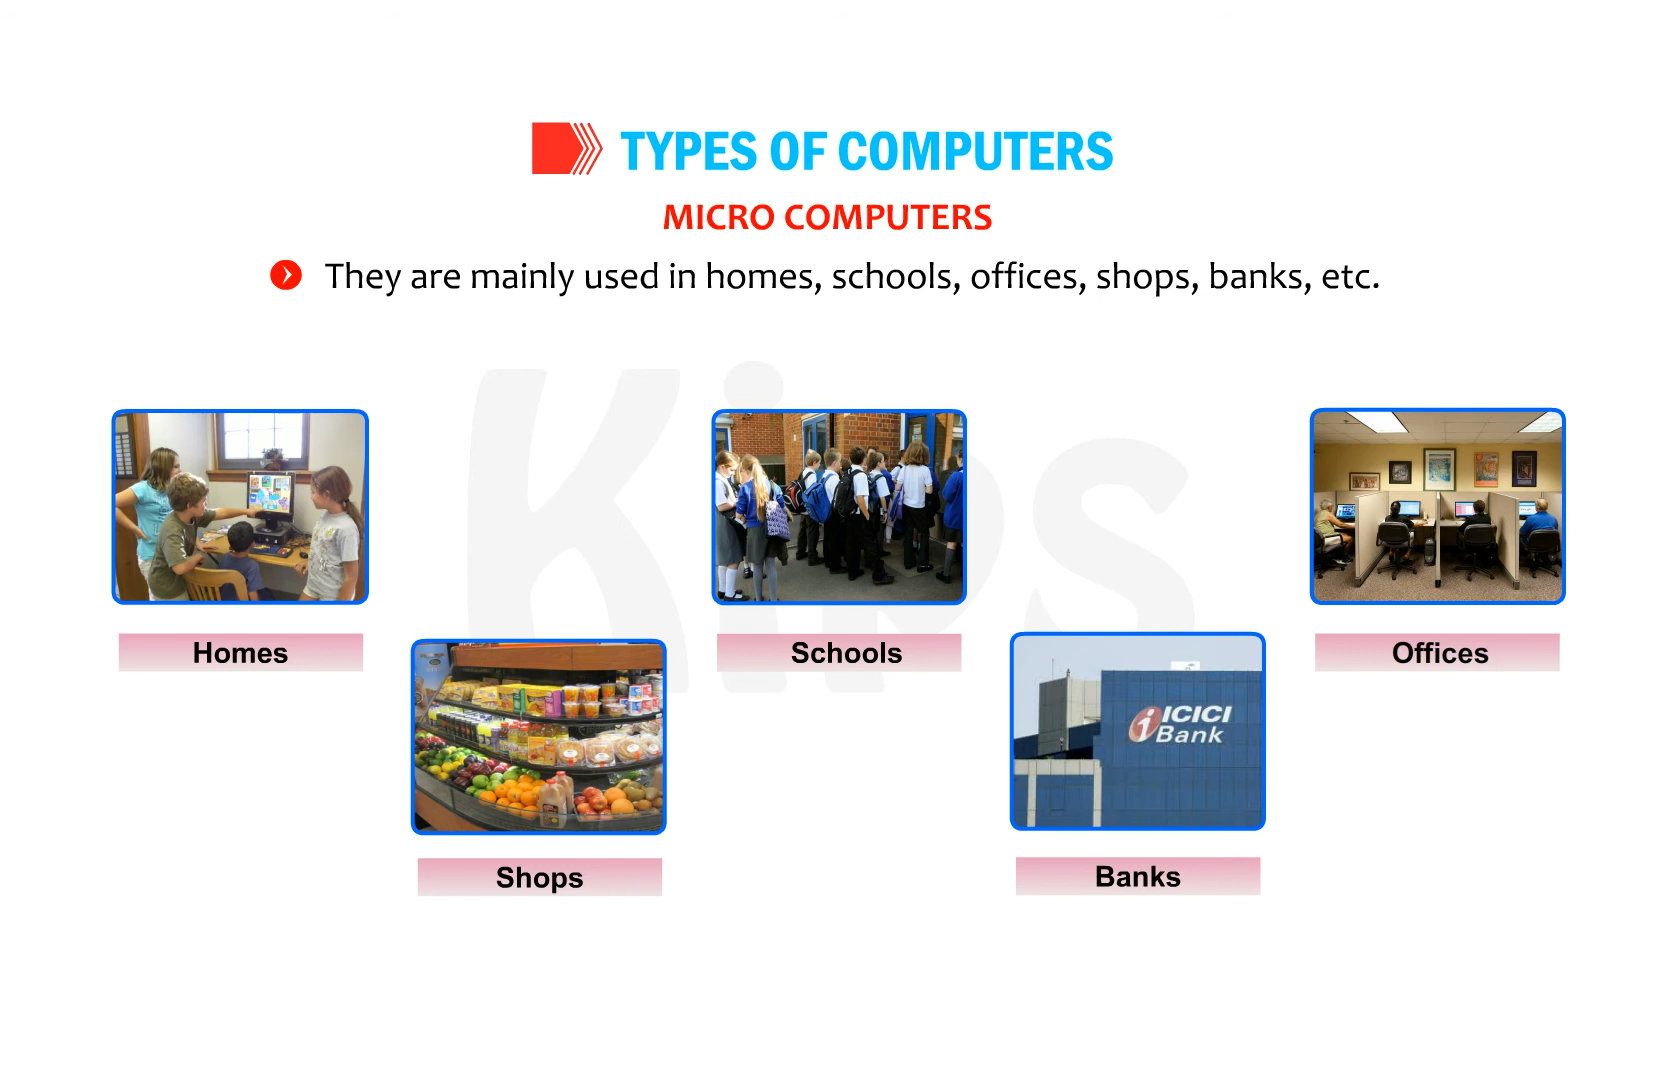 TYPES OF COMPUTERS
MICRO COMPUTERS
They are mainly used in homes, schools, offices, shops, banks, etc.
Kips
Homes
Schools
Offices
ICICI
Bank
Shops
Banks